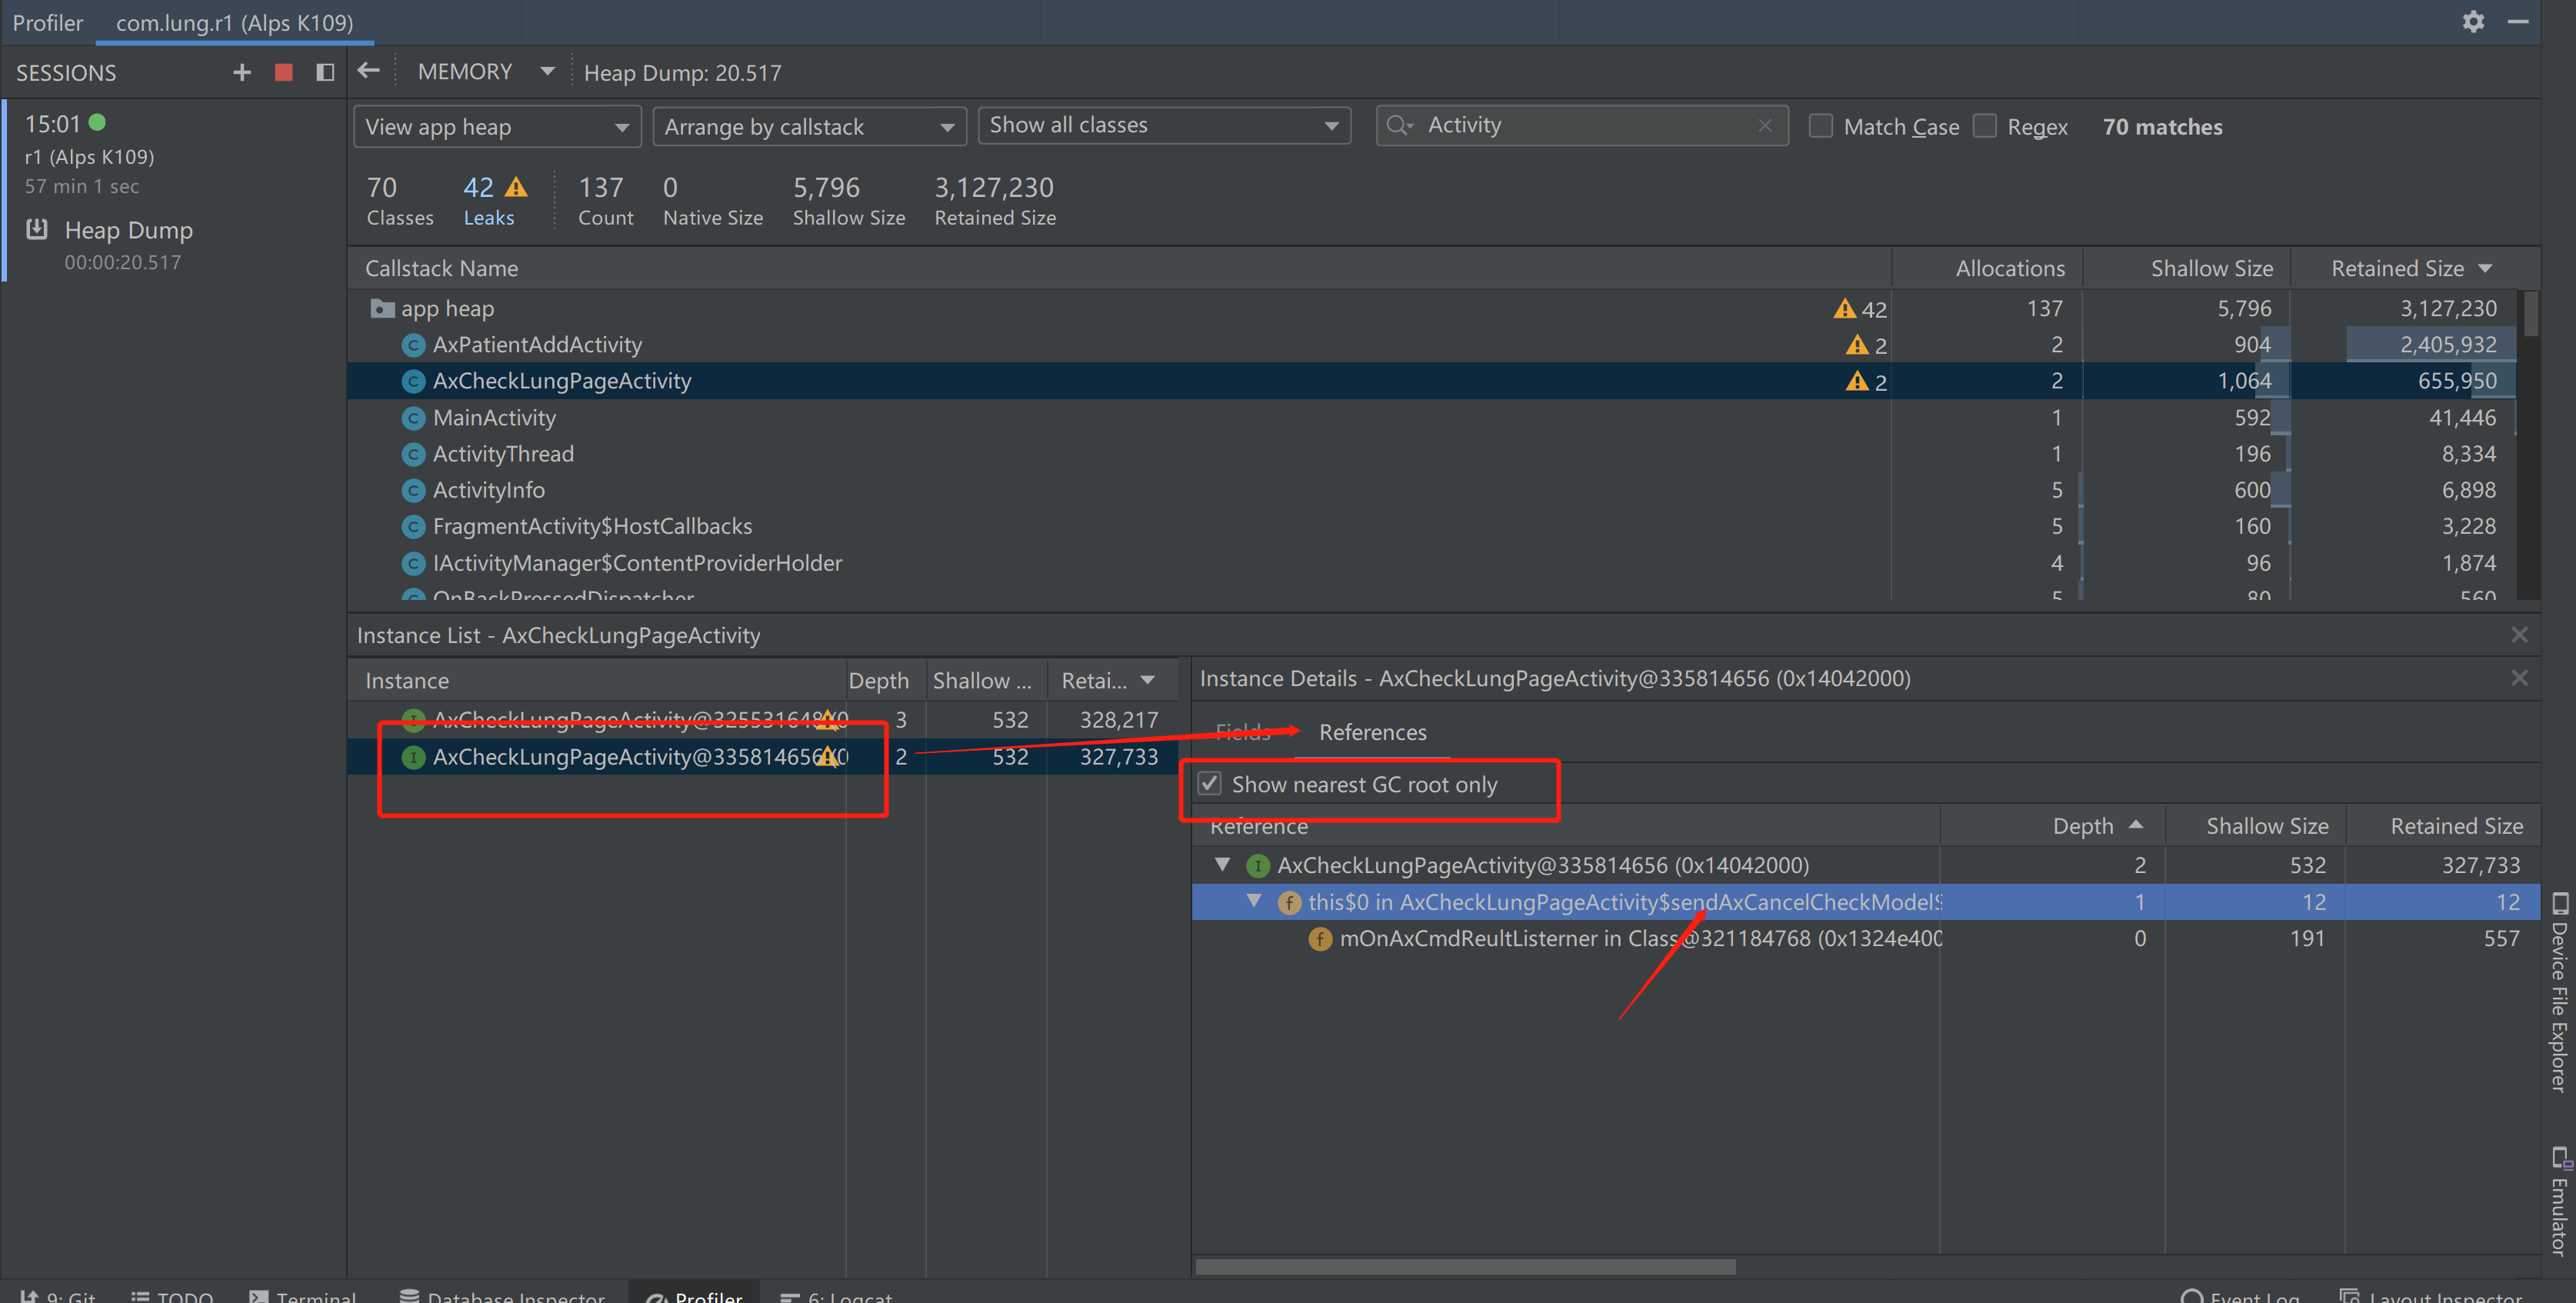 Profiler com.lung.r1 (Alps K109)
SESSIONS MEMORY Heap Dump: 20.517
15:01
r1 (Alps K109)
57 min 1 sec
Heap Dump
00:00:20.517
View app heap Arrange by callstack Show all classes Activity Match Case Regex 70 matches
70 42 137 0 5,796 3,127,230
Classes Leaks Count Native Size Shallow Size Retained Size
Callstack Name Allocations Shallow Size Retained Size
app heap 42 137 5,796 3,127,230
AxPatientAddActivity 2 2 904 2,405,932
AxCheckLungPageActivity 2 2 1,064 655,950
MainActivity 1 592 41,446
ActivityThread 1 196 8,334
ActivityInfo 5 600 6,898
FragmentActivity$HostCallbacks 5 160 3,228
IActivityManager$ContentProviderHolder 4 96 1,874
OnBackPressedDispatcher 5 80 560
Instance List - AxCheckLungPageActivity
Instance Depth Shallow ... Retai...
AxCheckLungPageActivity@325531648 (0 3 532 328,217
AxCheckLungPageActivity@335814656 (0 2 532 327,733
Instance Details - AxCheckLungPageActivity@335814656 (0x14042000)
Fields References
Show nearest GC root only
Reference Depth Shallow Size Retained Size
AxCheckLungPageActivity@335814656 (0x14042000) 2 532 327,733
this$0 in AxCheckLungPageActivity$sendAxCancelCheckModel$ 1 12 12
mOnAxCmdReultListerner in Class@321184768 (0x1324e400 0 191 557
Device File Explorer
Emulator
9: Git TODO Terminal Database Inspector Profiler 6: Logcat Event Log Layout Inspector